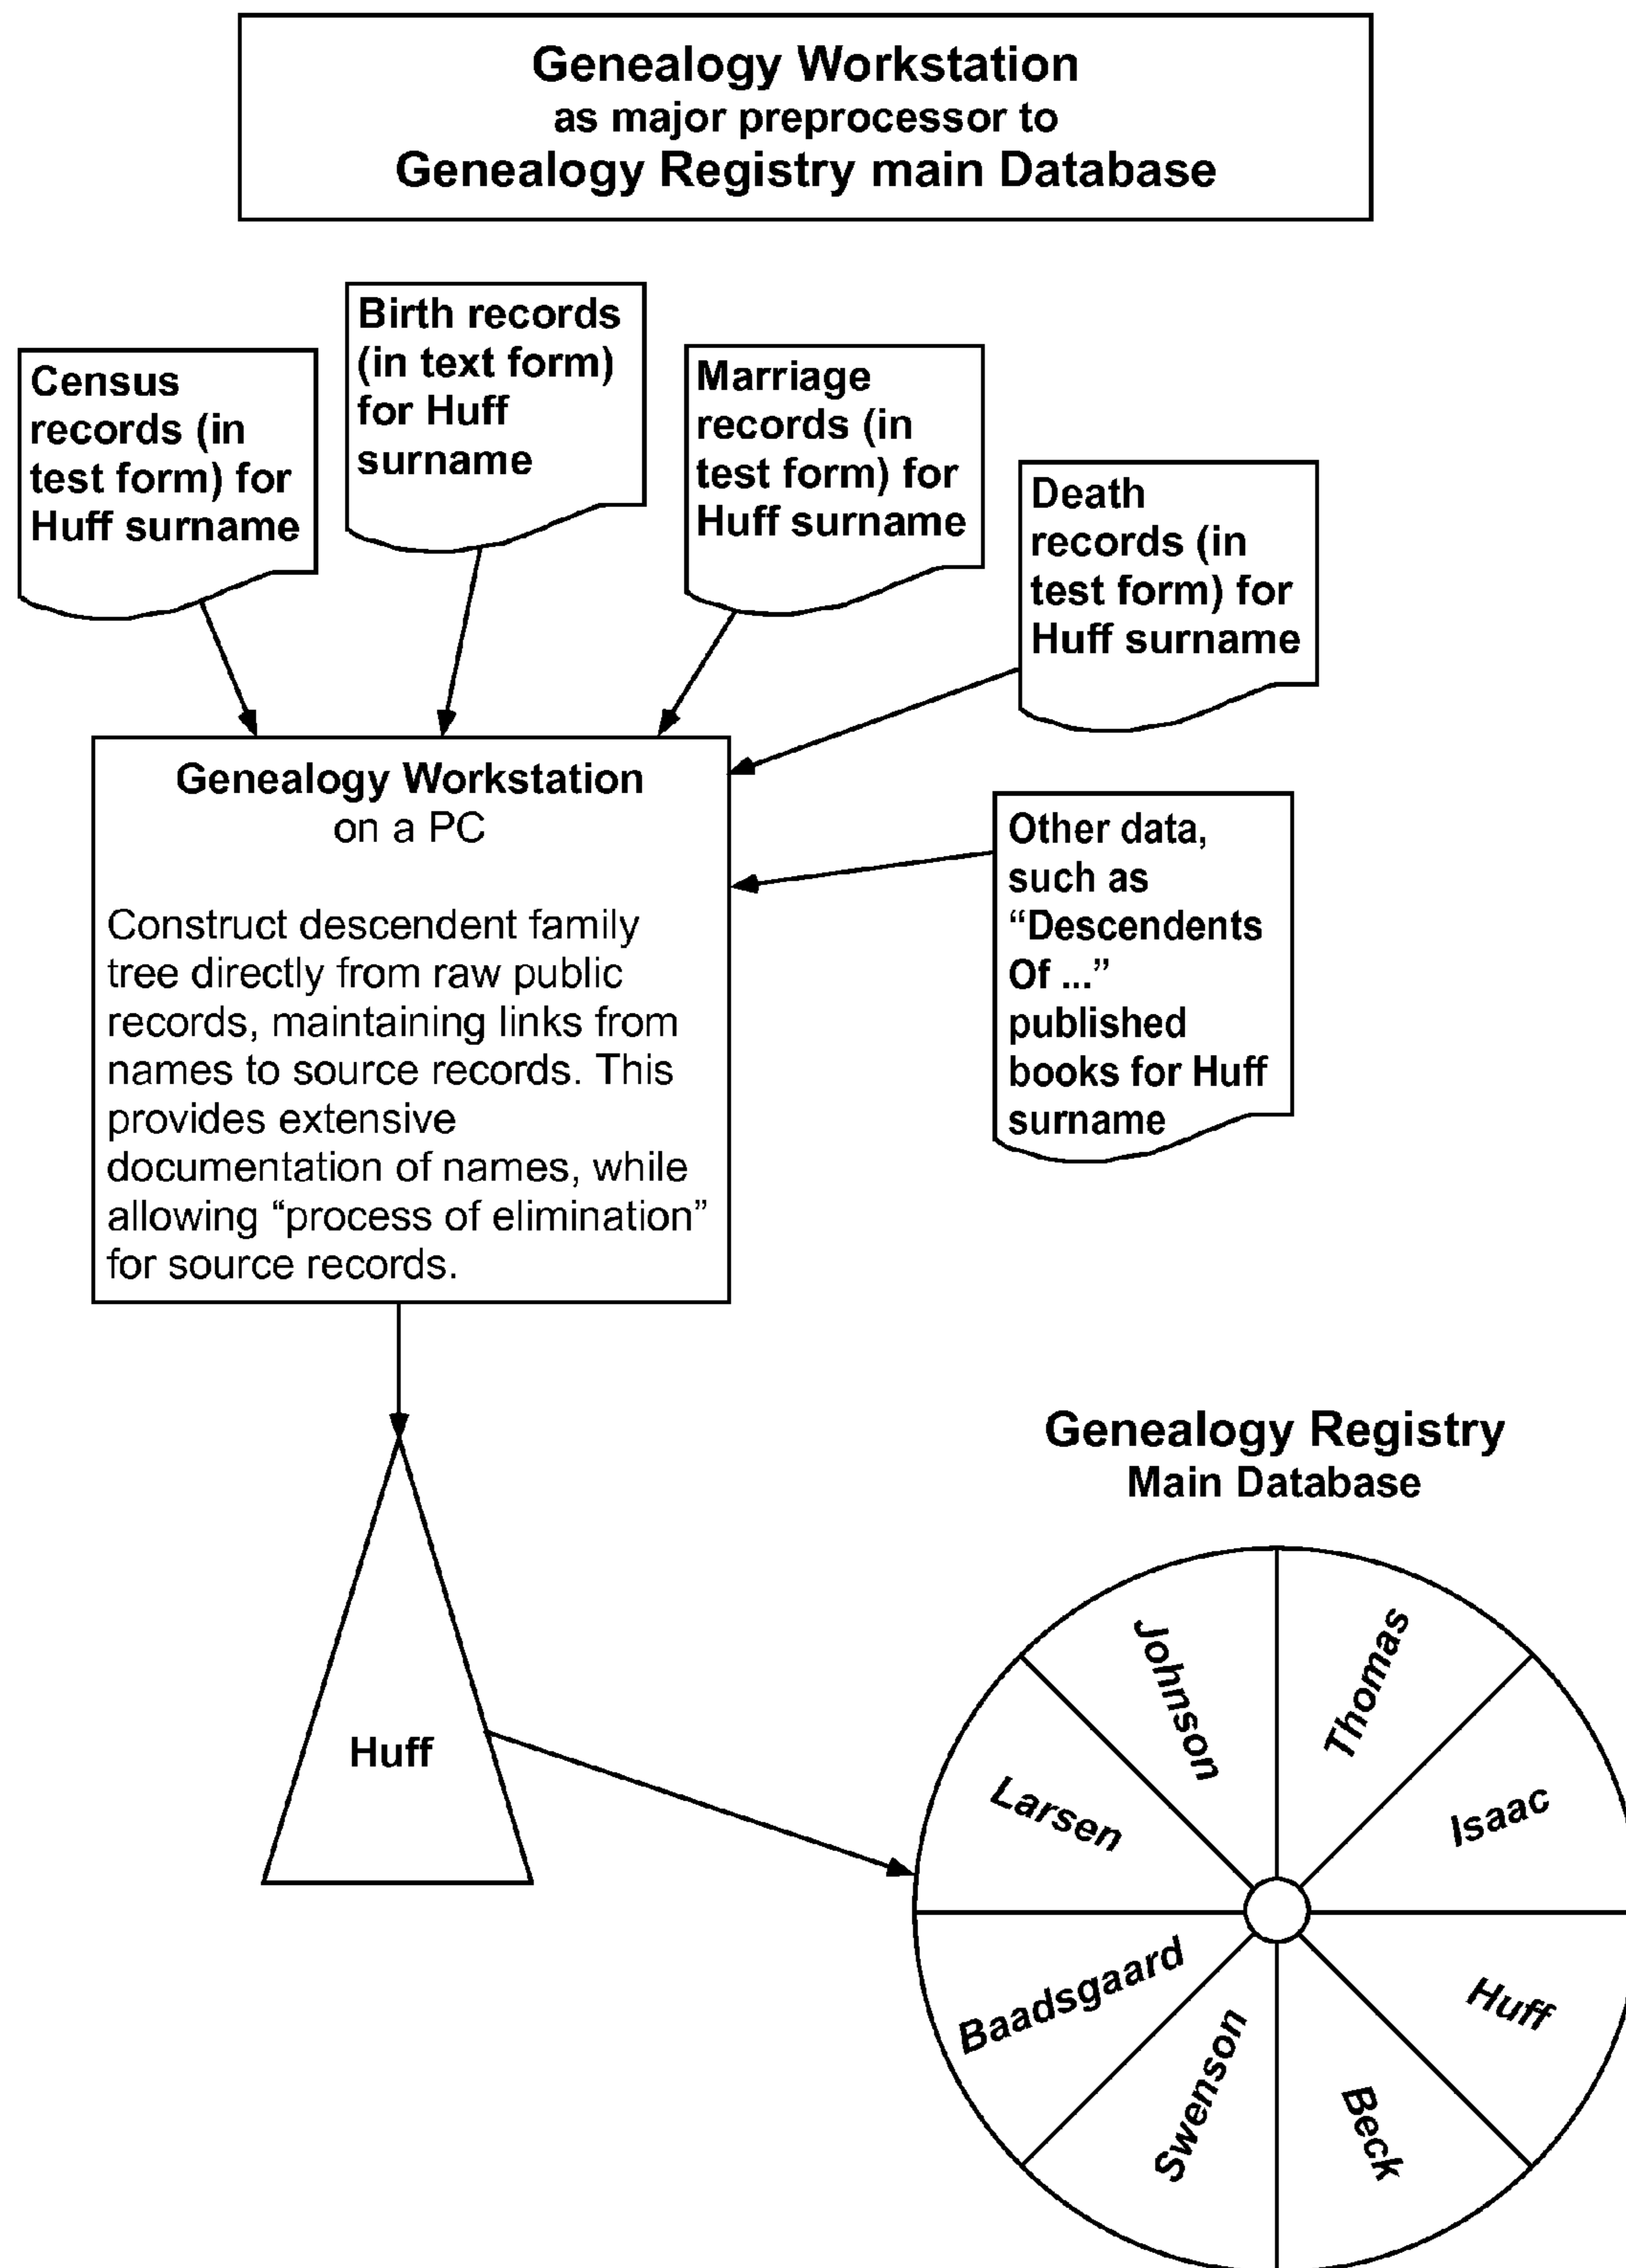 Genealogy Workstation
as major preprocessor to
Genealogy Registry main Database
Census
records (in
test form) for
Huff surname
Birth records
(in text form)
for Huff
surname
Marriage
records (in
test form) for
Huff surname
Death
records (in
test form) for
Huff surname
Genealogy Workstation
on a PC
Construct descendent family
tree directly from raw public
records, maintaining links from
names to source records. This
provides extensive
documentation of names, while
allowing “process of elimination”
for source records.
Other data,
such as
“Descendents
Of ...”
published
books for Huff
surname
Huff
Genealogy Registry
Main Database
Johnson
Thomas
Larsen
Isaac
Baadsgaard
Huff
Swenson
Beck